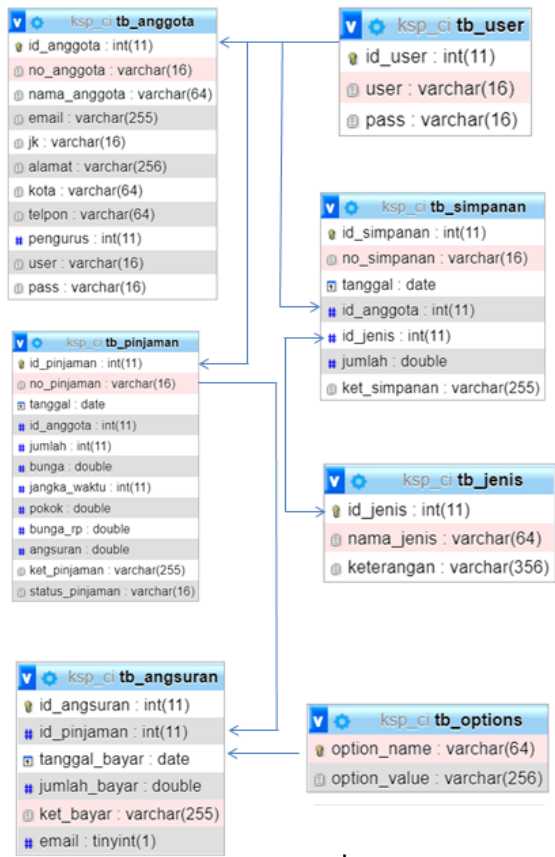 ksp_ci tb_anggota
id_anggota : int(11)
no_anggota : varchar(16)
nama_anggota : varchar(64)
email : varchar(255)
jk : varchar(16)
alamat : varchar(256)
kota : varchar(64)
telpon : varchar(64)
pengurus : int(11)
user : varchar(16)
pass : varchar(16)
ksp_ci tb_user
id_user : int(11)
user : varchar(16)
pass : varchar(16)
ksp_ci tb_simpanan
id_simpanan : int(11)
no_simpanan : varchar(16)
tanggal : date
id_anggota : int(11)
id_jenis : int(11)
jumlah : double
ket_simpanan : varchar(255)
ksp_ci tb_pinjaman
id_pinjaman : int(11)
no_pinjaman : varchar(16)
tanggal : date
id_anggota : int(11)
jumlah : int(11)
bunga : double
jangka_waktu : int(11)
pokok : double
bunga_rp : double
angsuran : double
ket_pinjaman : varchar(255)
status_pinjaman : varchar(16)
ksp_ci tb_jenis
id_jenis : int(11)
nama_jenis : varchar(64)
keterangan : varchar(356)
ksp_ci tb_angsuran
id_angsuran : int(11)
id_pinjaman : int(11)
tanggal_bayar : date
jumlah_bayar : double
ket_bayar : varchar(255)
email : tinyint(1)
ksp_ci tb_options
option_name : varchar(64)
option_value : varchar(256)